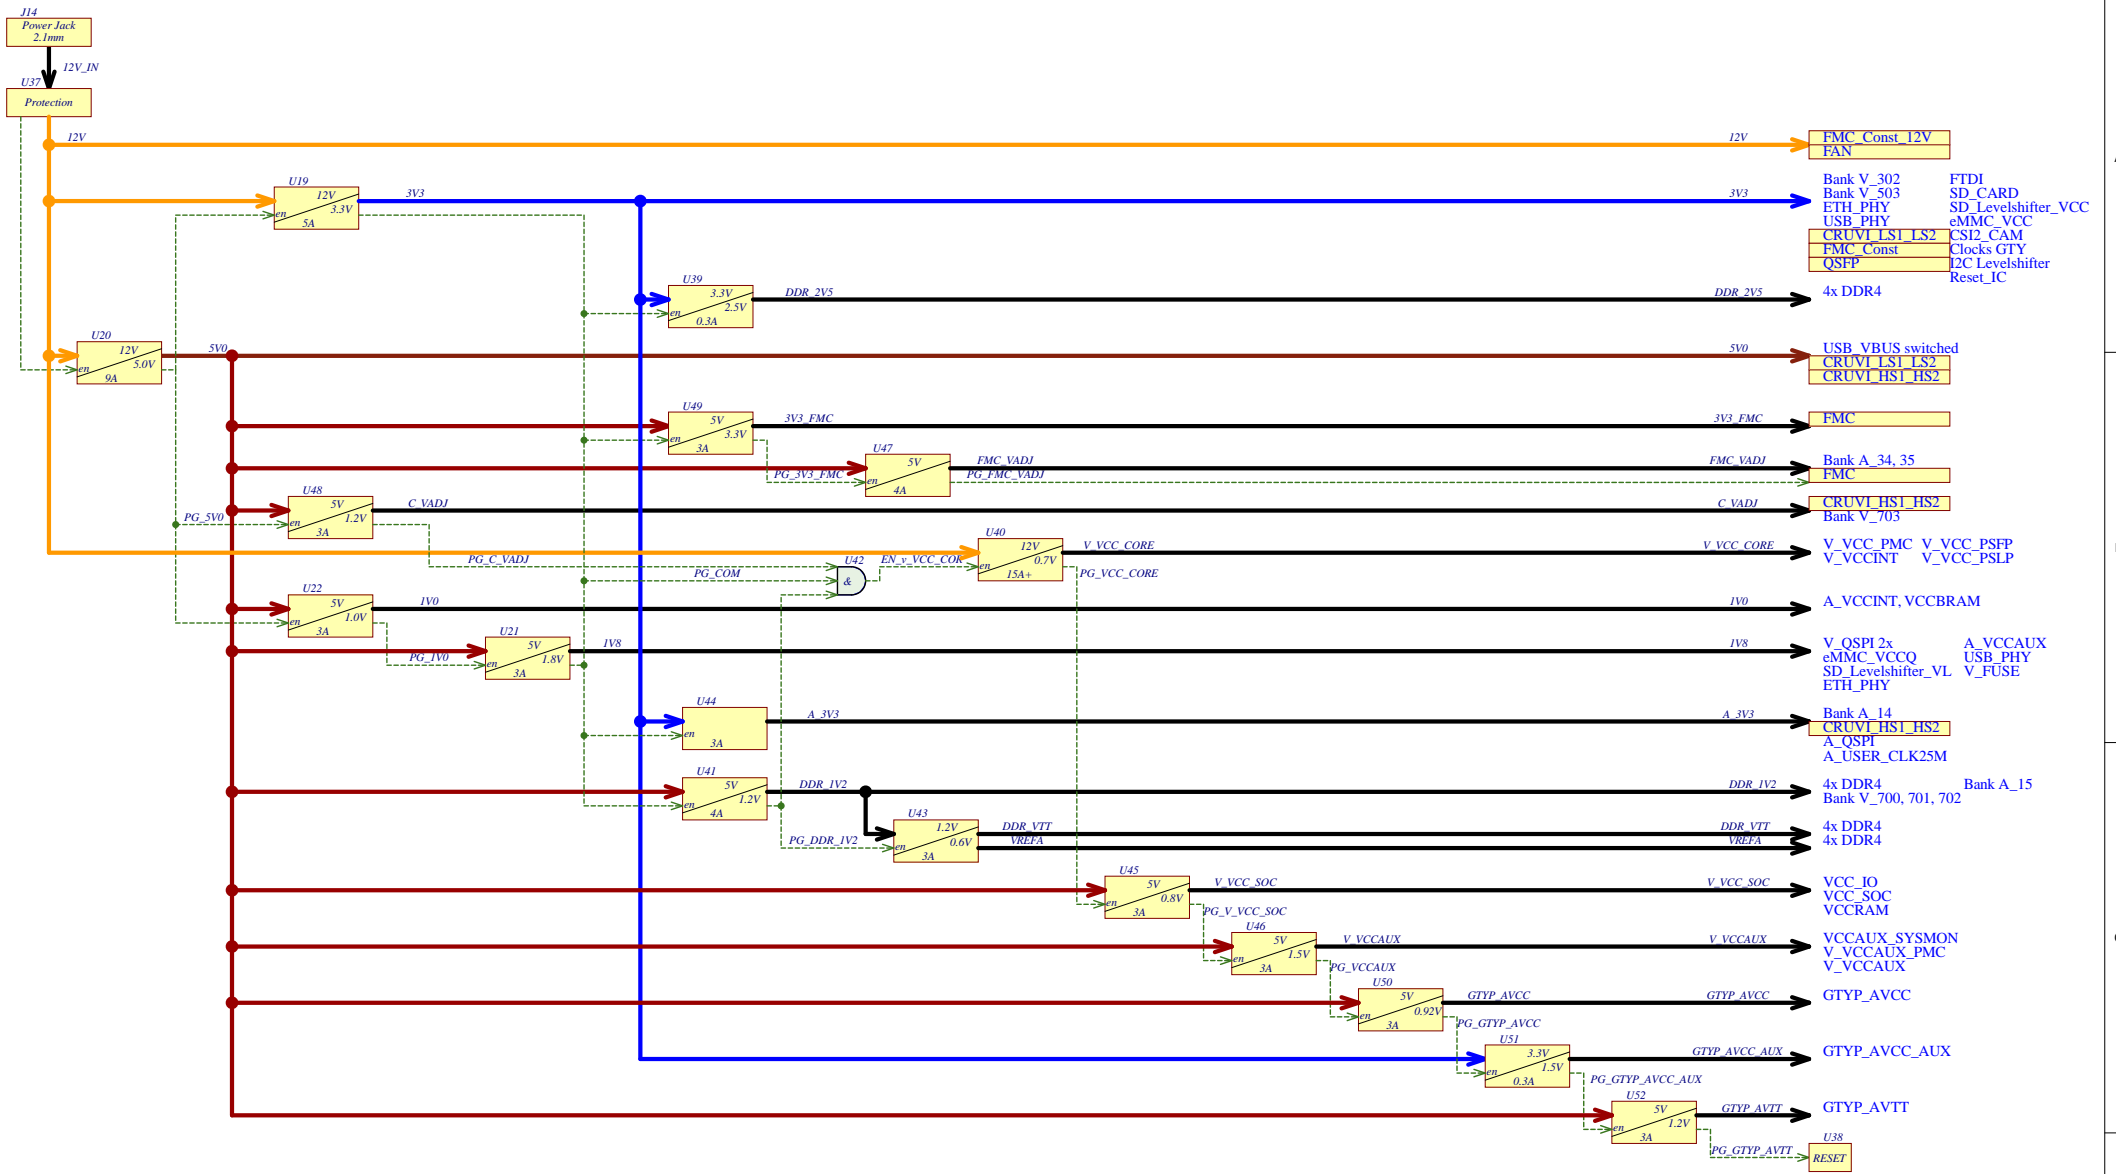 J14
Power Jack
2.1mm
12V_IN
U37
Protection
12V
12V
FMC_Const_12V
FAN
U19
12V
3.3V
en
5A
3V3
3V3
Bank V_302 FTDI
Bank V_503 SD_CARD
ETH_PHY SD_Levelshifter_VCC
USB_PHY eMMC_VCC
CRUVI_LS1_LS2 CSI2_CAM
FMC_Const Clocks GTY
QSFP I2C Levelshifter
Reset_IC
U39
3.3V
2.5V
en
0.3A
DDR_2V5
DDR_2V5
4x DDR4
U20
12V
5.0V
en
9A
5V0
5V0
USB_VBUS switched
CRUVI_LS1_LS2
CRUVI_HS1_HS2
U49
5V
3.3V
en
3A
3V3_FMC
3V3_FMC
FMC
PG_3V3_FMC
U47
5V
en
4A
FMC_VADJ
PG_FMC_VADJ
FMC_VADJ
Bank A_34, 35
FMC
PG_5V0
U48
5V
1.2V
en
3A
C_VADJ
C_VADJ
CRUVI_HS1_HS2
Bank V_703
PG_C_VADJ
PG_COM
U42
&
EN_v_VCC_COR
U40
12V
0.7V
en
15A+
V_VCC_CORE
PG_VCC_CORE
V_VCC_CORE
V_VCC_PMC V_VCC_PSFP
V_VCCINT V_VCC_PSLP
U22
5V
1.0V
en
3A
1V0
1V0
A_VCCINT, VCCBRAM
PG_1V0
U21
5V
1.8V
en
3A
1V8
1V8
V_QSPI 2x A_VCCAUX
eMMC_VCCQ USB_PHY
SD_Levelshifter_VL V_FUSE
ETH_PHY
U44
en
3A
A_3V3
A_3V3
Bank A_14
CRUVI_HS1_HS2
A_QSPI
A_USER_CLK25M
U41
5V
1.2V
en
4A
DDR_1V2
DDR_1V2
4x DDR4 Bank A_15
Bank V_700, 701, 702
PG_DDR_1V2
U43
1.2V
0.6V
en
3A
DDR_VTT
VREFA
DDR_VTT
VREFA
4x DDR4
4x DDR4
U45
5V
0.8V
en
3A
V_VCC_SOC
V_VCC_SOC
VCC_IO
VCC_SOC
VCCRAM
PG_V_VCC_SOC
U46
5V
1.5V
en
3A
V_VCCAUX
V_VCCAUX
VCCAUX_SYSMON
V_VCCAUX_PMC
V_VCCAUX
PG_VCCAUX
U50
5V
0.92V
en
3A
GTYP_AVCC
GTYP_AVCC
GTYP_AVCC
PG_GTYP_AVCC
U51
3.3V
1.5V
en
0.3A
GTYP_AVCC_AUX
GTYP_AVCC_AUX
PG_GTYP_AVCC_AUX
U52
5V
1.2V
en
3A
GTYP_AVTT
GTYP_AVTT
PG_GTYP_AVTT
U38
RESET